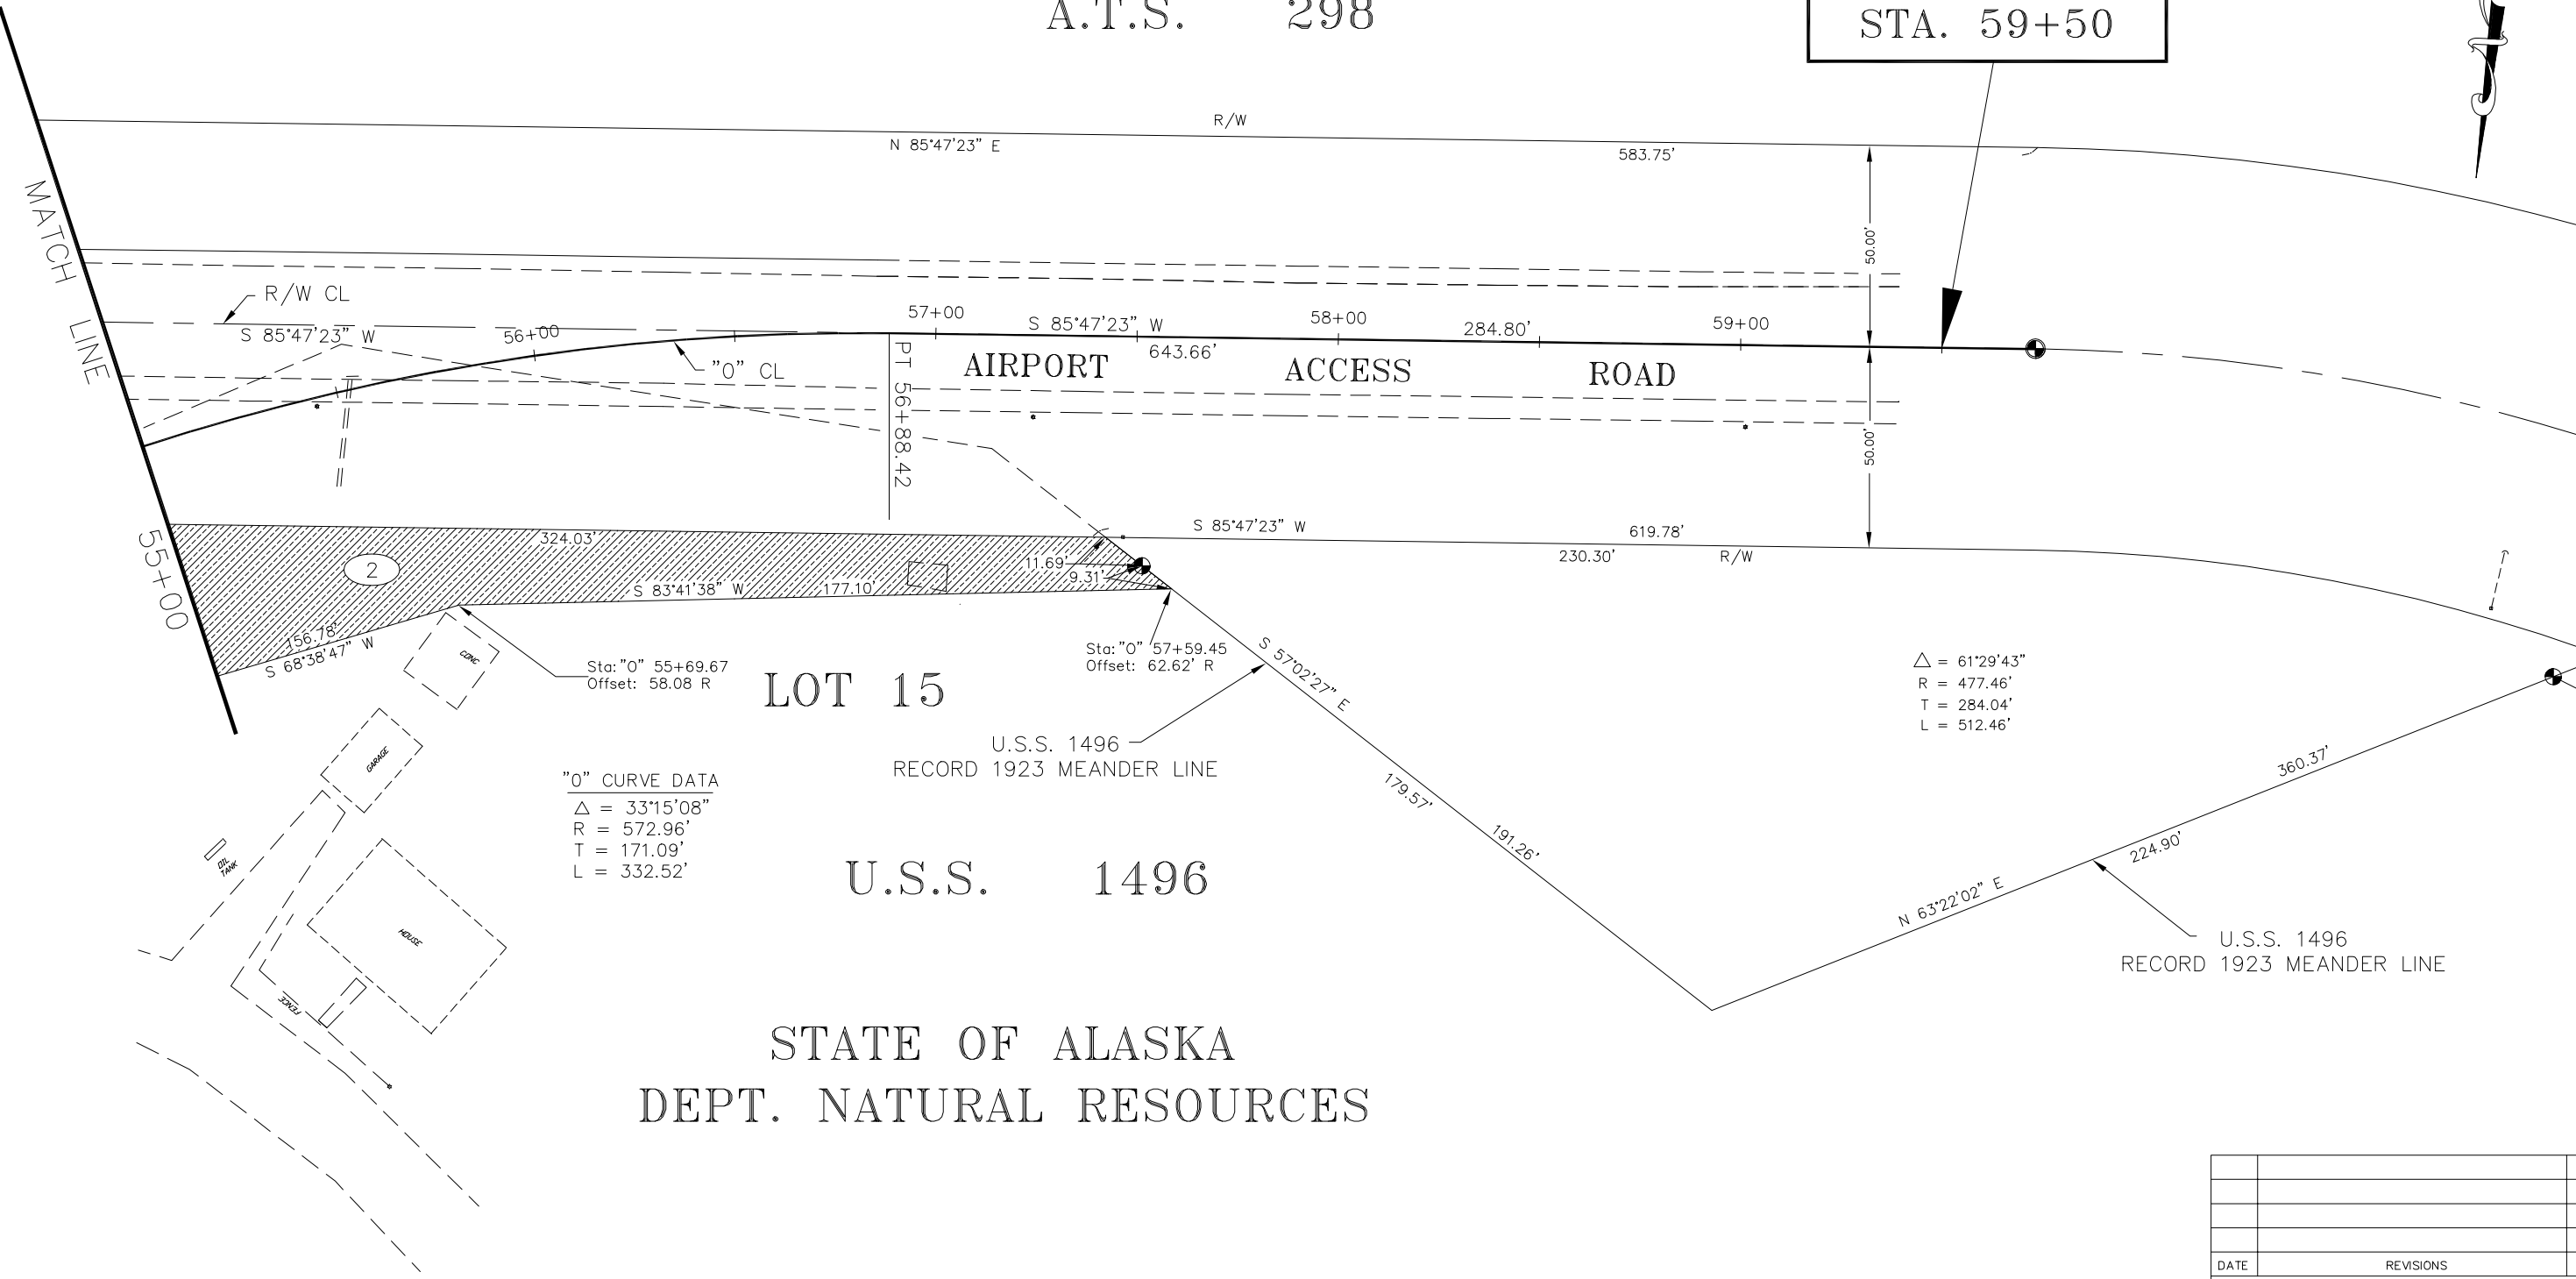 A.T.S. 298
STA. 59+50
R/W
N 85°47'23" E
583.75'
MATCH LINE
55+00
R/W CL
S 85°47'23" W
56+00
"O" CL
57+00
S 85°47'23" W
643.66'
58+00
284.80'
59+00
50.00'
50.00'
AIRPORT ACCESS ROAD
PT 56+88.42
S 85°47'23" W
619.78'
230.30'
R/W
324.03'
2
11.69'
9.31'
S 83°41'38" W
177.10'
156.78'
S 68°38'47" W
CONC
Sta:"O" 55+69.67
Offset: 58.08 R
Sta:"O" 57+59.45
Offset: 62.62' R
LOT 15
S 57°02'27" E
U.S.S. 1496
RECORD 1923 MEANDER LINE
179.57'
191.26'
△ = 61°29'43"
R = 477.46'
T = 284.04'
L = 512.46'
360.37'
224.90'
N 63°22'02" E
U.S.S. 1496
RECORD 1923 MEANDER LINE
GARAGE
"O" CURVE DATA
△ = 33°15'08"
R = 572.96'
T = 171.09'
L = 332.52'
OIL
TANK
HOUSE
FENCE
U.S.S. 1496
STATE OF ALASKA
DEPT. NATURAL RESOURCES
DATE REVISIONS